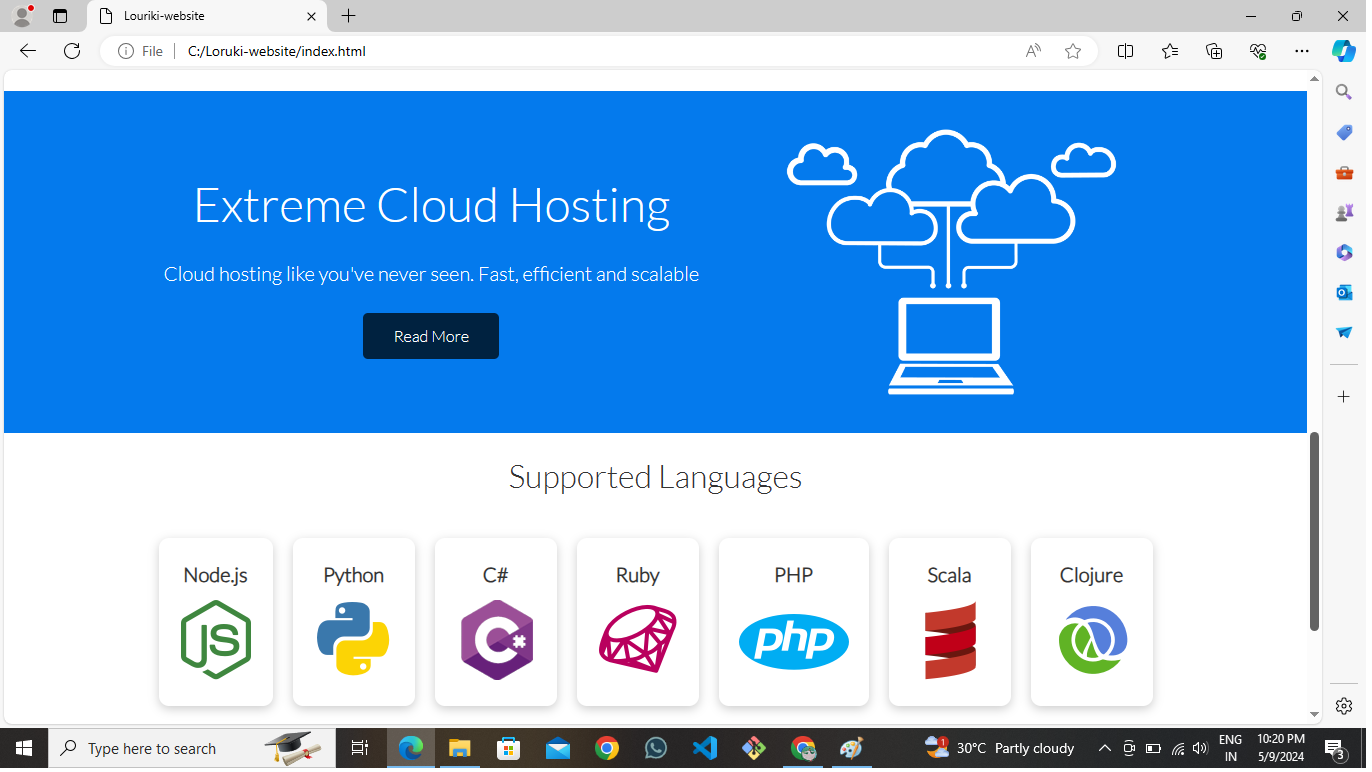 Louriki-website
File
C:/Loruki-website/index.html
Extreme Cloud Hosting
Cloud hosting like you've never seen. Fast, efficient and scalable
Read More
Supported Languages
Node.js Python C# Ruby PHP Scala Clojure
JS C# php
Type here to search
1
30°C Partly cloudy
ENG
IN
10:20 PM
5/9/2024
3